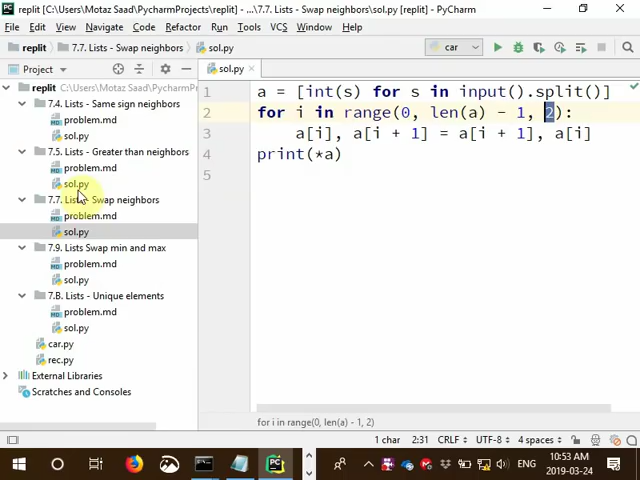 replit [C:\Users\Motaz Saad\PycharmProjects\replit] - ...\7.7. Lists - Swap neighbors\sol.py [replit] - PyCharm
File Edit View Navigate Code Refactor Run Tools VCS Window Help
replit 7.7. Lists - Swap neighbors sol.py car
Project
sol.py
replit C:\Users\Motaz Saad\PycharmProjects\replit
7.4. Lists - Same sign neighbors
problem.md
sol.py
7.5. Lists - Greater than neighbors
problem.md
sol.py
7.7. Lists - Swap neighbors
problem.md
sol.py
7.9. Lists Swap min and max
problem.md
sol.py
7.B. Lists - Unique elements
problem.md
sol.py
car.py
rec.py
External Libraries
Scratches and Consoles
1 a = [int(s) for s in input().split()]
2 for i in range(0, len(a) - 1, 2):
3 a[i], a[i + 1] = a[i + 1], a[i]
4 print(*a)
5
for i in range(0, len(a) - 1, 2)
1 char 2:31 CRLF UTF-8 4 spaces
ENG 10:53 AM
2019-03-24